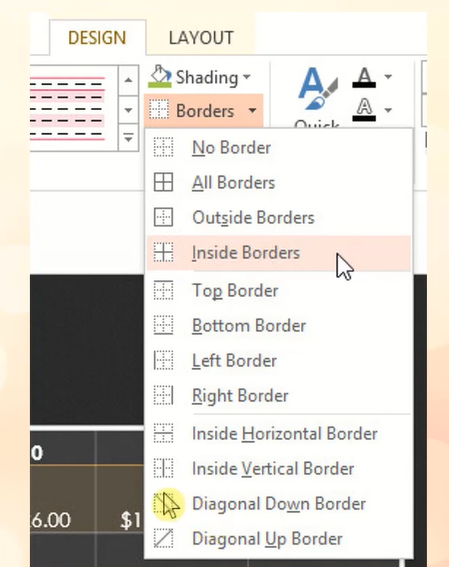 DESIGN LAYOUT
Shading
Borders
Quick
A
A
No Border
All Borders
Outside Borders
Inside Borders
Top Border
Bottom Border
Left Border
Right Border
Inside Horizontal Border
Inside Vertical Border
Diagonal Down Border
Diagonal Up Border
0
6.00 $1